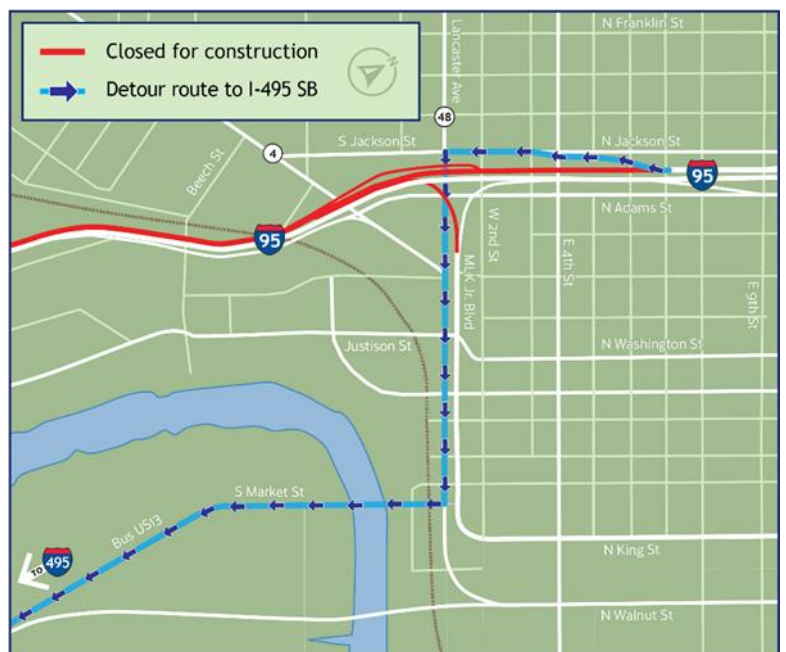 Closed for construction
Detour route to I-495 SB
N
Lancaster Ave
N Franklin St
48
S Jackson St
N Jackson St
4
Beech St
95
N Adams St
95
W 2nd St
E 4th St
MLK Jr. Blvd
E 9th St
Justison St
N Washington St
S Market St
Bus US13
N King St
TO
495
N Walnut St